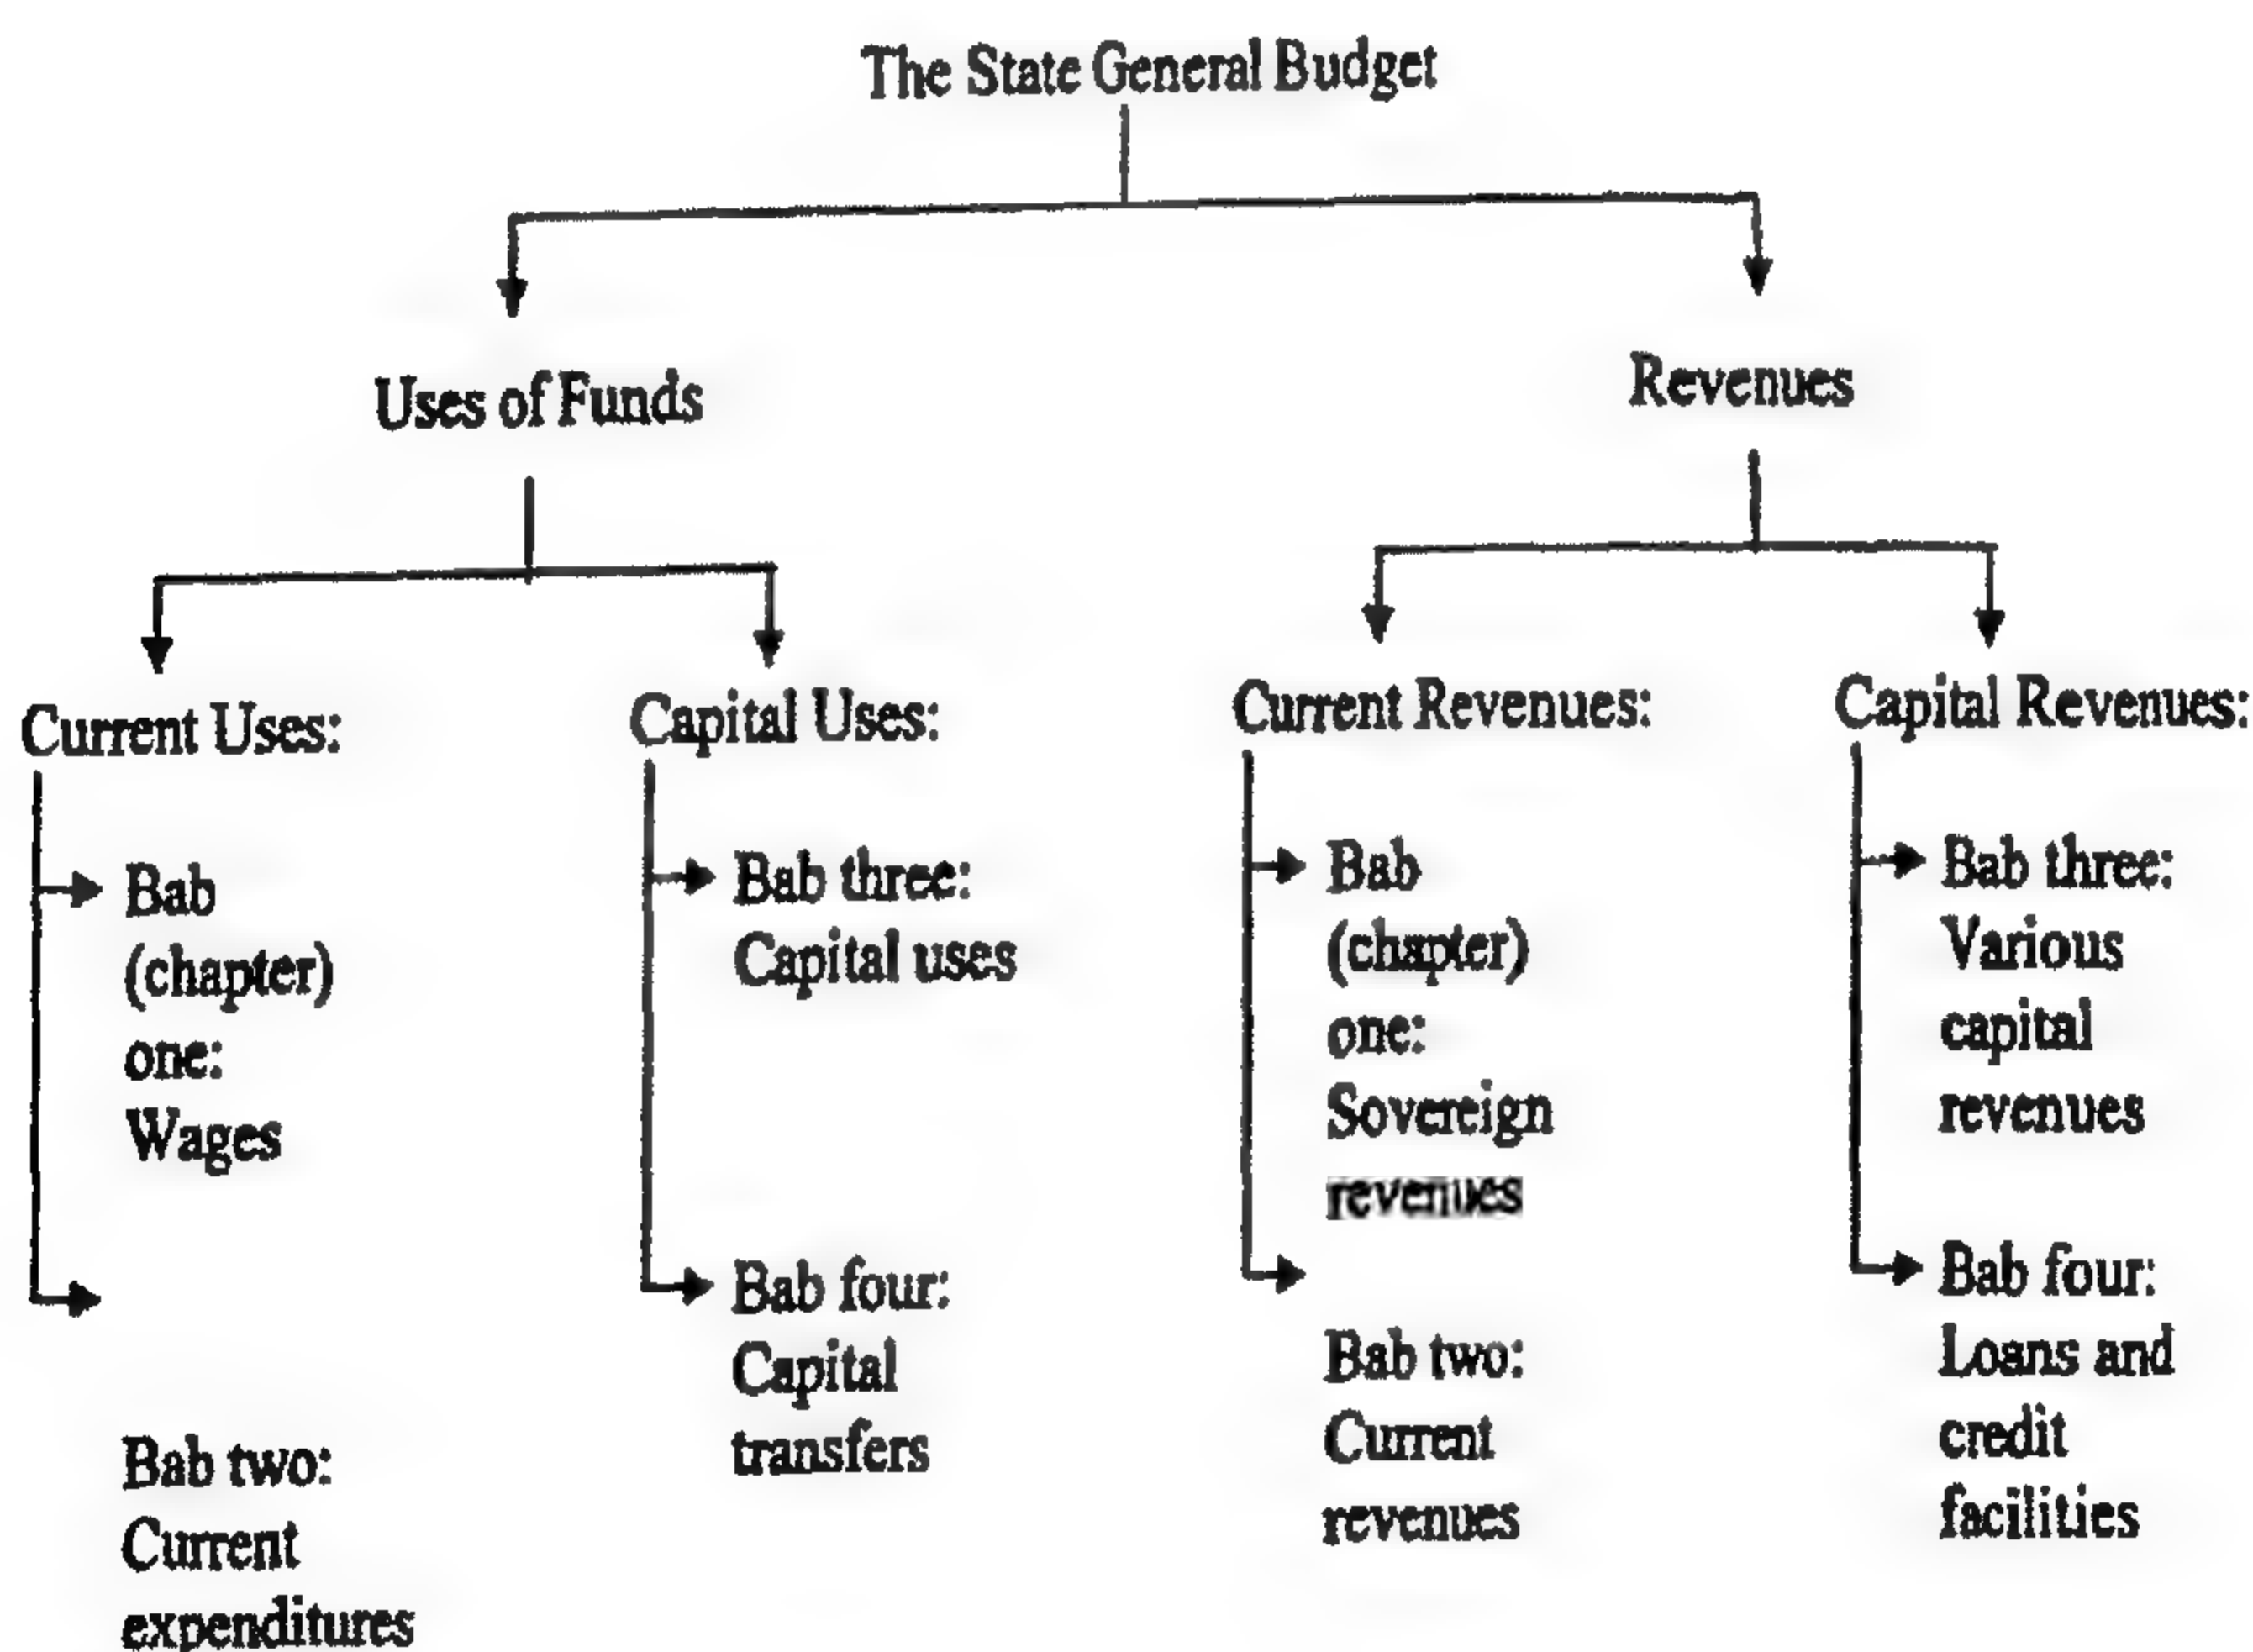 The State General Budget
Uses of Funds
Revenues
Current Uses:
Capital Uses:
Current Revenues:
Capital Revenues:
Bab
(chapter)
one:
Wages
Bab two:
Current
expenditures
Bab three:
Capital uses
Bab four:
Capital
transfers
Bab
(chapter)
one:
Sovereign
revenues
Bab two:
Current
revenues
Bab three:
Various
capital
revenues
Bab four:
Loans and
credit
facilities